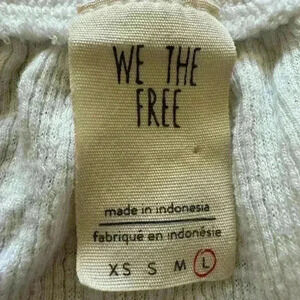 WE THE
FREE
made in indonesia
fabriqué en indonésie
XS S M L